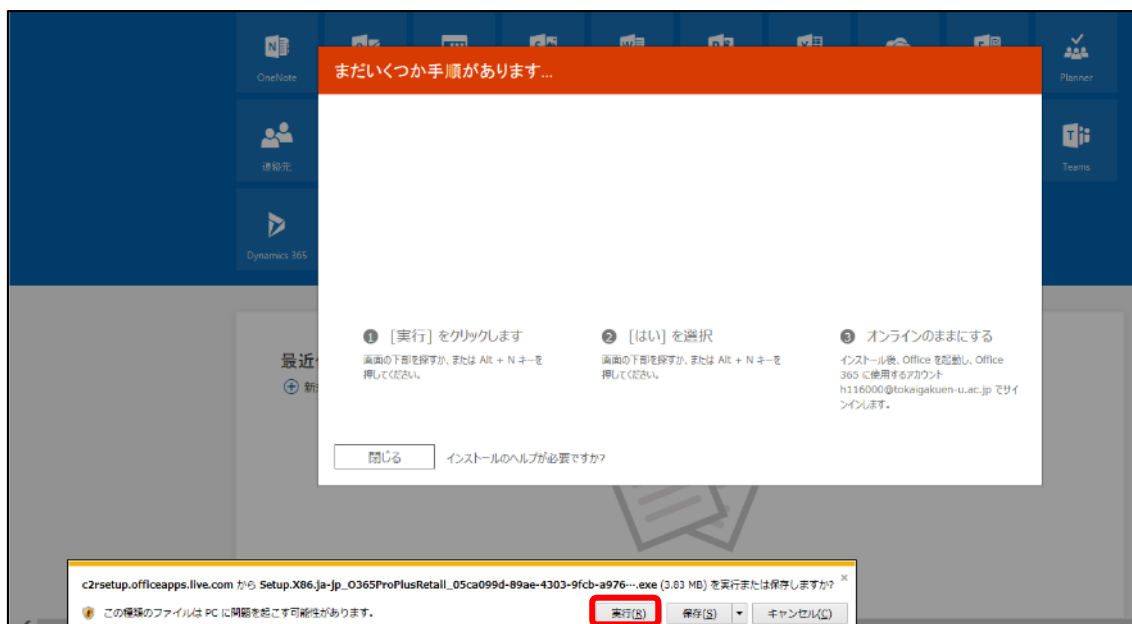 OneNote
まだいくつか手順があります...
Planner
連絡先
Teams
Dynamics 365
❶ [実行] をクリックします
画面の下部を探すか、または Alt + N キーを
押してください。
❷ [はい] を選択
画面の下部を探すか、または Alt + N キーを
押してください。
❸ オンラインのままにする
インストール後、Office を起動し、Office
365 に使用するアカウント
h116000@tokaigakuen-u.ac.jp でサイ
ンインします。
最近
新
閉じる
インストールのヘルプが必要ですか?
c2rsetup.officeapps.live.com から Setup.X86.ja-jp_O365ProPlusRetail_05ca099d-89ae-4303-9fcb-a976-···.exe (3.83 MB) を実行または保存しますか?
この種類のファイルは PC に問題を起こす可能性があります。
実行(R)
保存(S)
キャンセル(C)